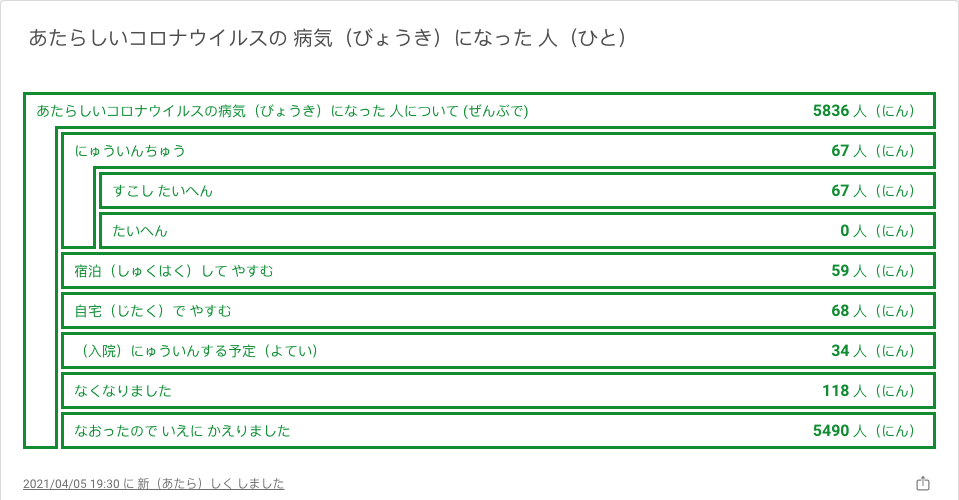 あたらしいコロナウイルスの 病気（びょうき）になった 人（ひと）
あたらしいコロナウイルスの病気（びょうき）になった 人について (ぜんぶで) 5836 人（にん）
にゅういんちゅう 67 人（にん）
すこし たいへん 67 人（にん）
たいへん 0 人（にん）
宿泊（しゅくはく）して やすむ 59 人（にん）
自宅（じたく）で やすむ 68 人（にん）
（入院）にゅういんする予定（よてい） 34 人（にん）
なくなりました 118 人（にん）
なおったので いえに かえりました 5490 人（にん）
2021/04/05 19:30 に 新（あたら）しく しました